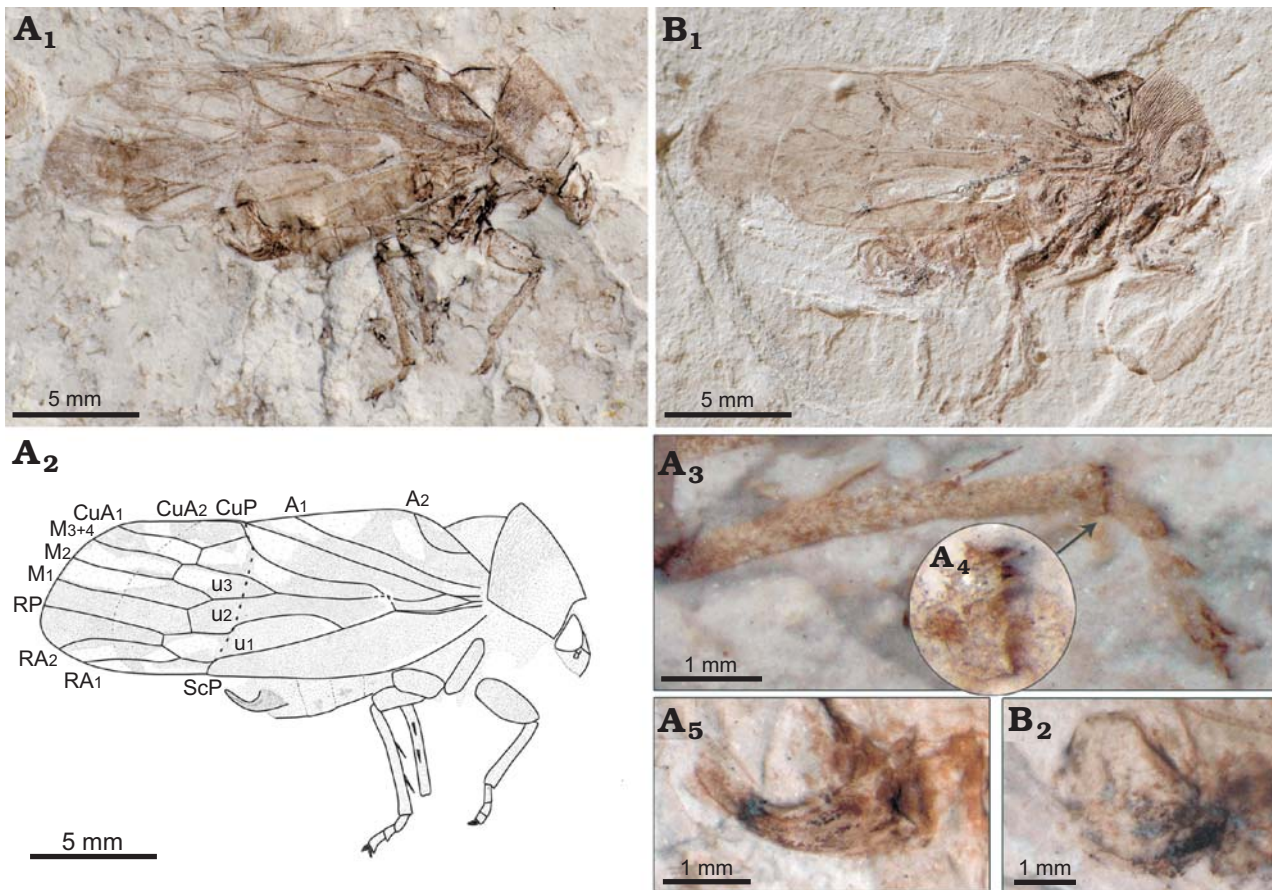 A1
B1
5 mm
5 mm
A2
CuA1 CuA2 CuP A1 A2
M3+4
M2
M1
RP
RA2
RA1
ScP
u3
u2
u1
5 mm
A3
A4
1 mm
A5
1 mm
B2
1 mm